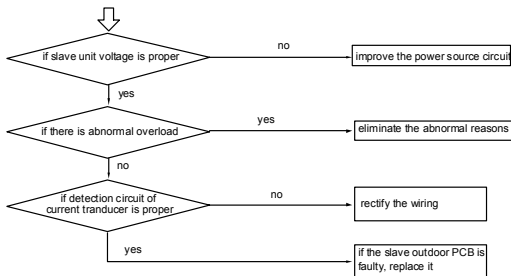 if slave unit voltage is proper
no
improve the power source circuit
yes
if there is abnormal overload
yes
eliminate the abnormal reasons
no
if detection circuit of
current tranducer is proper
no
rectify the wiring
yes
if the slave outdoor PCB is
faulty, replace it